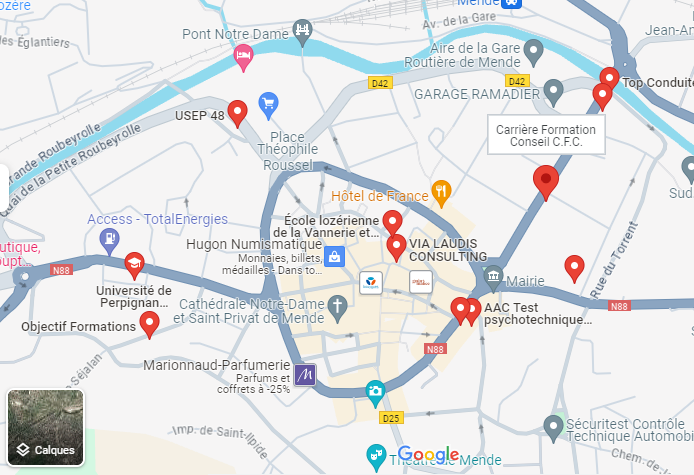 ozère
Mende
Av. de la Gare
Pont Notre Dame
Jean-An
des Églantiers
Aire de la Gare
Routière de Mende
D42
D42
Top Conduite
GARAGE RAMADIER
USEP 48
Carrière Formation
Conseil C.F.C.
Place
Théophile
Roussel
Grande Roubeyrolle
Quai de la Petite Roubeyrolle
Hôtel de France
Access - TotalEnergies
École lozérienne
de la Vannerie et...
Hugon Numismatique
Monnaies, billets,
médailles - Dans to...
VIA LAUDIS
CONSULTING
Rue du Torrent
utique,
oupt...
N88
Mairie
Université de
Perpignan...
N88
Cathédrale Notre-Dame
et Saint Privat de Mende
AAC Test
psychotechnique...
Objectif Formations
N88
Marionnaud-Parfumerie
Parfums et
coffrets à -25%
M
-Séjalan
D25
Imp. de Saint-Ilpide
Sécuritest Contrôle
Technique Automobi
Calques
Google
Théâtre de Mende
Chem.-de-